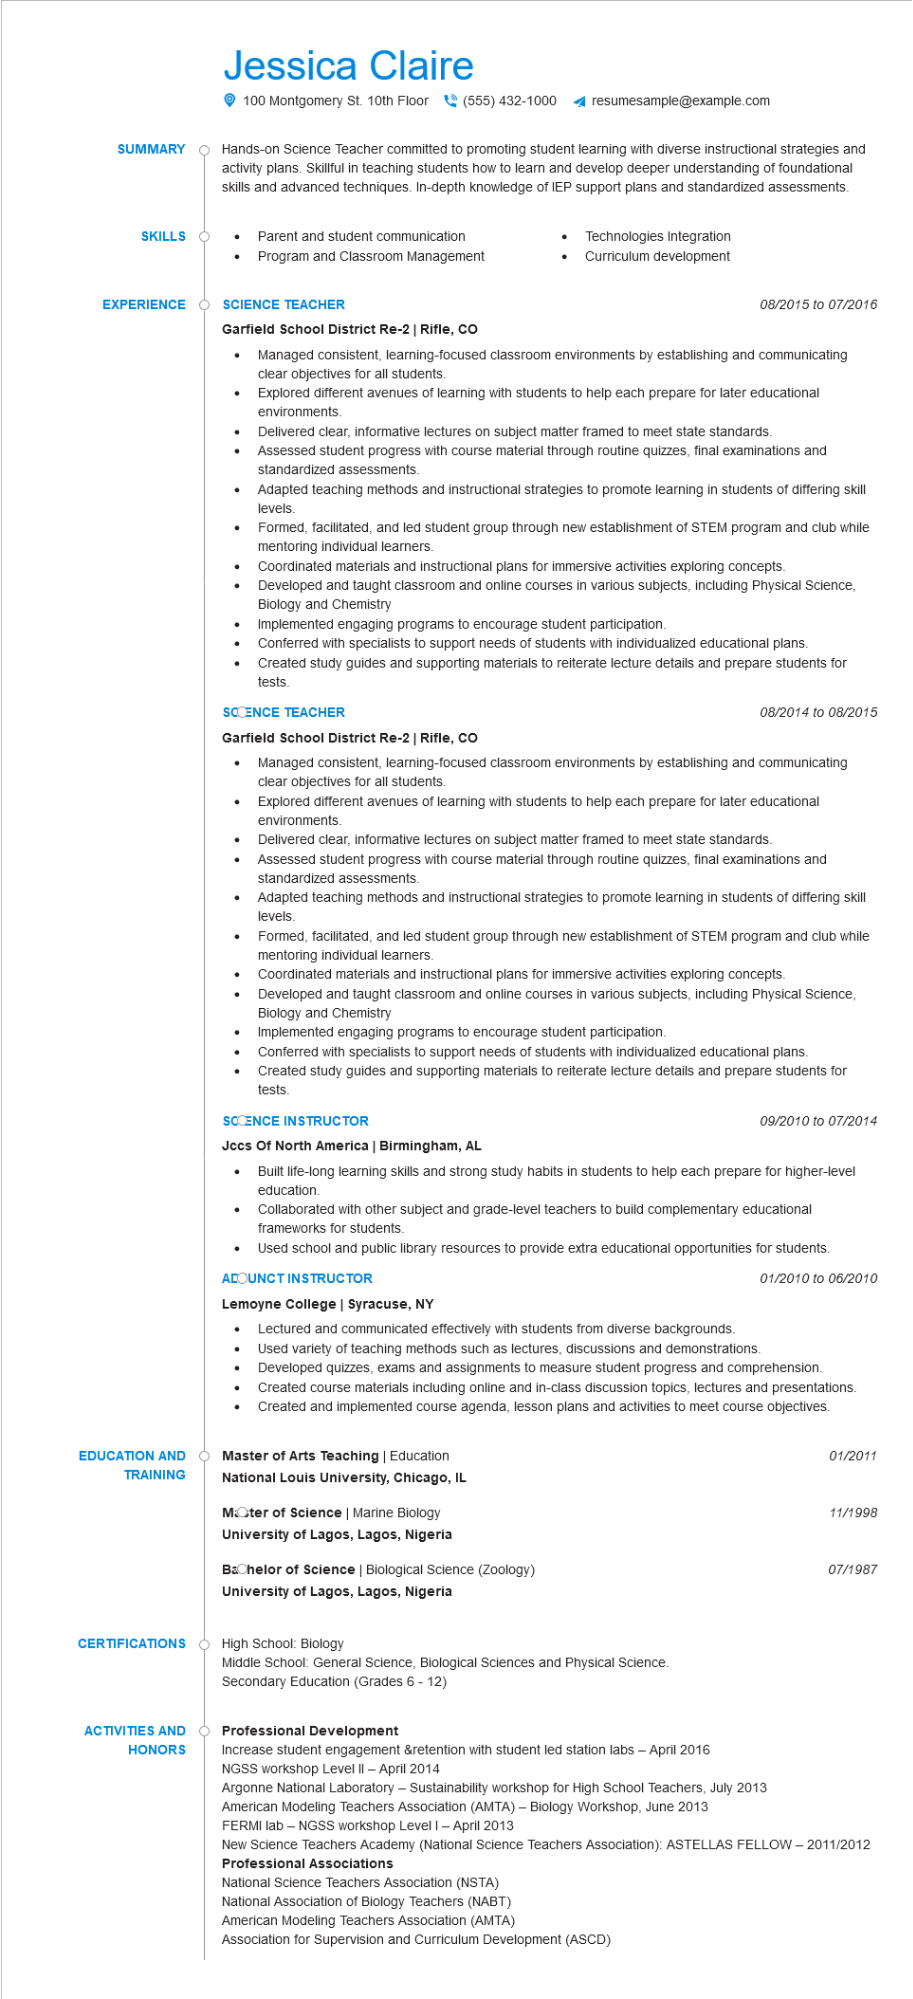 Jessica Claire
100 Montgomery St. 10th Floor (555) 432-1000 resumesample@example.com
SUMMARY
Hands-on Science Teacher committed to promoting student learning with diverse instructional strategies and
activity plans. Skillful in teaching students how to learn and develop deeper understanding of foundational
skills and advanced techniques. In-depth knowledge of IEP support plans and standardized assessments.
SKILLS
• Parent and student communication
• Program and Classroom Management
• Technologies Integration
• Curriculum development
EXPERIENCE
SCIENCE TEACHER 08/2015 to 07/2016
Garfield School District Re-2 | Rifle, CO
• Managed consistent, learning-focused classroom environments by establishing and communicating
clear objectives for all students.
• Explored different avenues of learning with students to help each prepare for later educational
environments.
• Delivered clear, informative lectures on subject matter framed to meet state standards.
• Assessed student progress with course material through routine quizzes, final examinations and
standardized assessments.
• Adapted teaching methods and instructional strategies to promote learning in students of differing skill
levels.
• Formed, facilitated, and led student group through new establishment of STEM program and club while
mentoring individual learners.
• Coordinated materials and instructional plans for immersive activities exploring concepts.
• Developed and taught classroom and online courses in various subjects, including Physical Science,
Biology and Chemistry
• Implemented engaging programs to encourage student participation.
• Conferred with specialists to support needs of students with individualized educational plans.
• Created study guides and supporting materials to reiterate lecture details and prepare students for
tests.
SCIENCE TEACHER 08/2014 to 08/2015
Garfield School District Re-2 | Rifle, CO
• Managed consistent, learning-focused classroom environments by establishing and communicating
clear objectives for all students.
• Explored different avenues of learning with students to help each prepare for later educational
environments.
• Delivered clear, informative lectures on subject matter framed to meet state standards.
• Assessed student progress with course material through routine quizzes, final examinations and
standardized assessments.
• Adapted teaching methods and instructional strategies to promote learning in students of differing skill
levels.
• Formed, facilitated, and led student group through new establishment of STEM program and club while
mentoring individual learners.
• Coordinated materials and instructional plans for immersive activities exploring concepts.
• Developed and taught classroom and online courses in various subjects, including Physical Science,
Biology and Chemistry
• Implemented engaging programs to encourage student participation.
• Conferred with specialists to support needs of students with individualized educational plans.
• Created study guides and supporting materials to reiterate lecture details and prepare students for
tests.
SCIENCE INSTRUCTOR 09/2010 to 07/2014
Jccs Of North America | Birmingham, AL
• Built life-long learning skills and strong study habits in students to help each prepare for higher-level
education.
• Collaborated with other subject and grade-level teachers to build complementary educational
frameworks for students.
• Used school and public library resources to provide extra educational opportunities for students.
ADJUNCT INSTRUCTOR 01/2010 to 06/2010
Lemoyne College | Syracuse, NY
• Lectured and communicated effectively with students from diverse backgrounds.
• Used variety of teaching methods such as lectures, discussions and demonstrations.
• Developed quizzes, exams and assignments to measure student progress and comprehension.
• Created course materials including online and in-class discussion topics, lectures and presentations.
• Created and implemented course agenda, lesson plans and activities to meet course objectives.
EDUCATION AND
TRAINING
Master of Arts Teaching | Education 01/2011
National Louis University, Chicago, IL
Master of Science | Marine Biology 11/1998
University of Lagos, Lagos, Nigeria
Bachelor of Science | Biological Science (Zoology) 07/1987
University of Lagos, Lagos, Nigeria
CERTIFICATIONS
High School: Biology
Middle School: General Science, Biological Sciences and Physical Science.
Secondary Education (Grades 6 - 12)
ACTIVITIES AND
HONORS
Professional Development
Increase student engagement &retention with student led station labs – April 2016
NGSS workshop Level ll – April 2014
Argonne National Laboratory – Sustainability workshop for High School Teachers, July 2013
American Modeling Teachers Association (AMTA) – Biology Workshop, June 2013
FERMI lab – NGSS workshop Level I – April 2013
New Science Teachers Academy (National Science Teachers Association): ASTELLAS FELLOW – 2011/2012
Professional Associations
National Science Teachers Association (NSTA)
National Association of Biology Teachers (NABT)
American Modeling Teachers Association (AMTA)
Association for Supervision and Curriculum Development (ASCD)